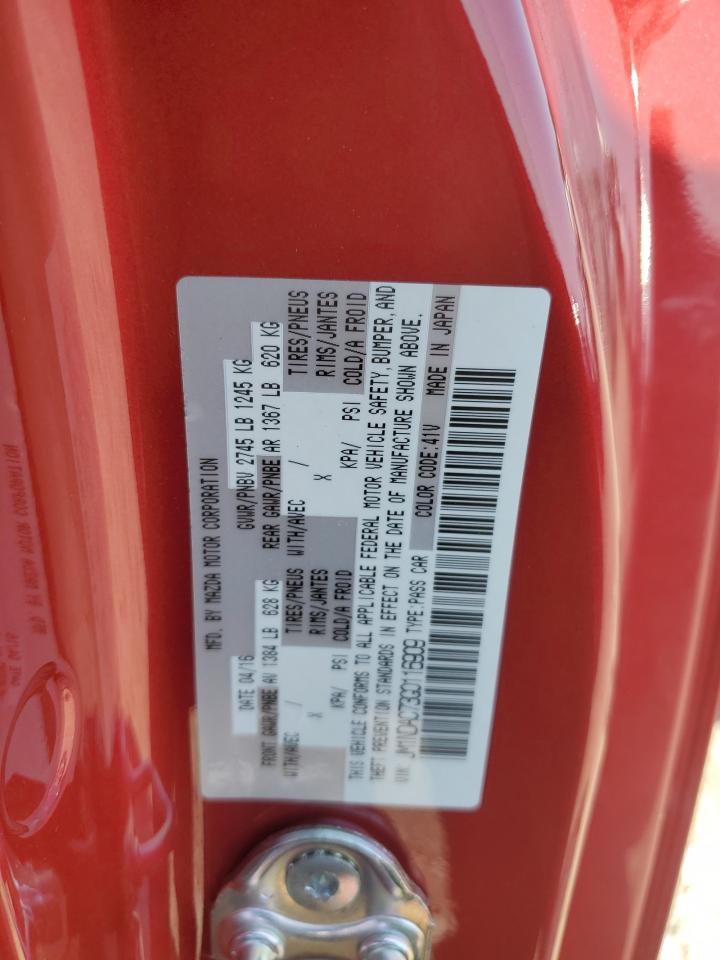 MFD. BY MAZDA MOTOR CORPORATION
DATE 04/16 GVWR/PNBV 2745 LB 1245 KG
FRONT GAWR/PNBE AV 1384 LB 628 KG REAR GAWR/PNBE AR 1367 LB 620 KG
WITH/AVEC / TIRES/PNEUS WITH/AVEC / TIRES/PNEUS
-X RIMS/JANTES X RIMS/JANTES
KPA/ PSI COLD/A FROID KPA/ PSI COLD/A FROID
THIS VEHICLE CONFORMS TO ALL APPLICABLE FEDERAL MOTOR VEHICLE SAFETY, BUMPER, AND
THEFT PREVENTION STANDARDS IN EFFECT ON THE DATE OF MANUFACTURE SHOWN ABOVE.
VIN: JM1NDAC73G0116909 TYPE:PASS CAR COLOR CODE:41V MADE IN JAPAN